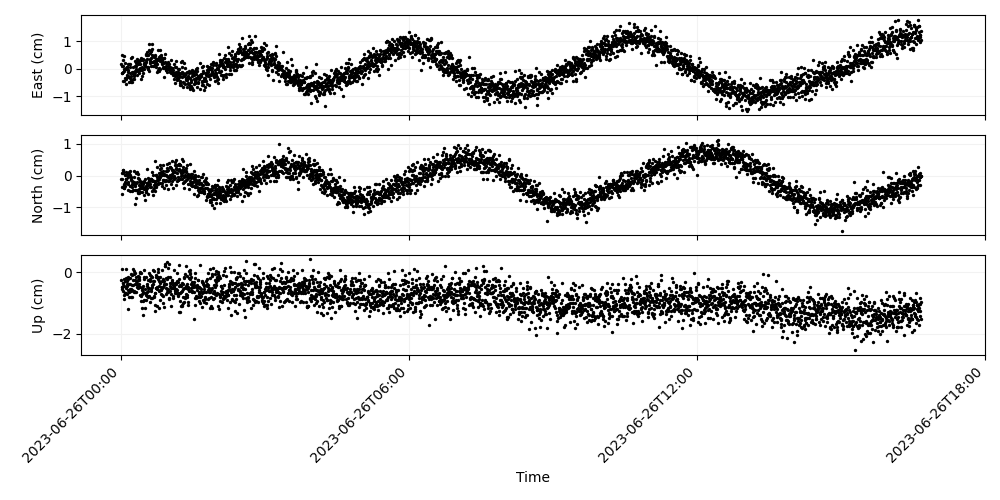 East (cm)
1
0
−1
North (cm)
1
0
−1
Up (cm)
0
−2
2023-06-26T00:00
2023-06-26T06:00
2023-06-26T12:00
2023-06-26T18:00
Time